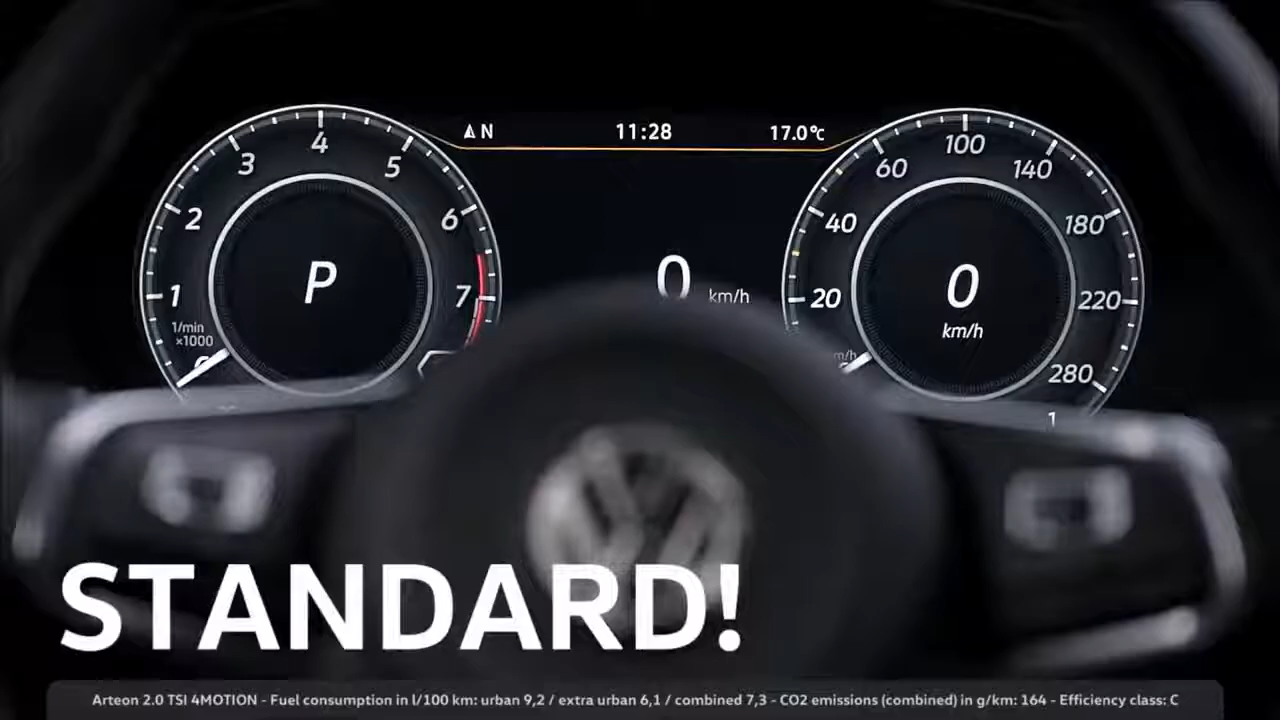 N 11:28 17.0°C
4 100
3 5 60 140
2 6 40 180
P 0 km/h 0
1 7 20 220
1/min
×1000
km/h
280
1
STANDARD!
Arteon 2.0 TSI 4MOTION - Fuel consumption in l/100 km: urban 9,2 / extra urban 6,1 / combined 7,3 - CO2 emissions (combined) in g/km: 164 - Efficiency class: C